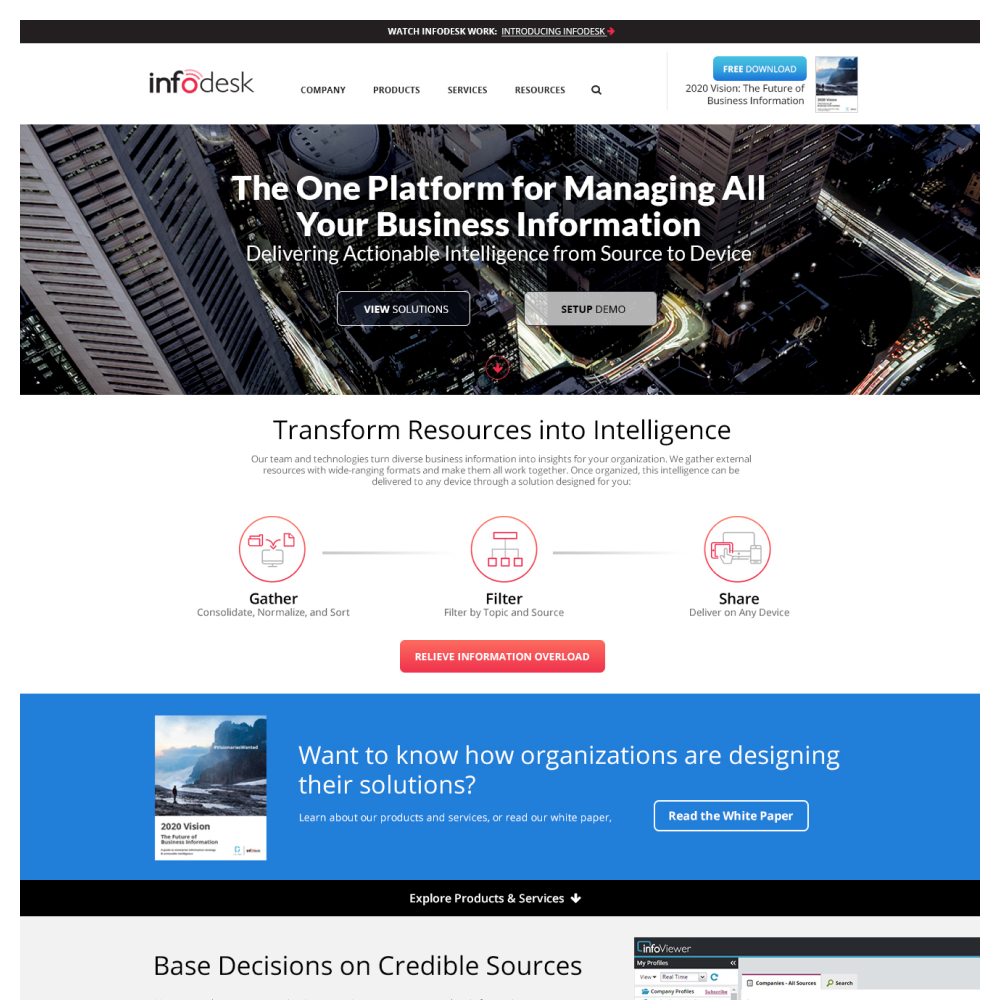 WATCH INFODESK WORK: INTRODUCING INFODESK
infodesk
COMPANY PRODUCTS SERVICES RESOURCES
FREE DOWNLOAD
2020 Vision: The Future of
Business Information
2020 Vision
The One Platform for Managing All
Your Business Information
Delivering Actionable Intelligence from Source to Device
VIEW SOLUTIONS SETUP DEMO
Transform Resources into Intelligence
Our team and technologies turn diverse business information into insights for your organization. We gather external
resources with wide-ranging formats and make them all work together. Once organized, this intelligence can be
delivered to any device through a solution designed for you:
Gather Filter Share
Consolidate, Normalize, and Sort Filter by Topic and Source Deliver on Any Device
RELIEVE INFORMATION OVERLOAD
#VisionariesWanted
2020 Vision
The Future of
Business Information
Want to know how organizations are designing
their solutions?
Learn about our products and services, or read our white paper,
Read the White Paper
Explore Products & Services
Base Decisions on Credible Sources
infoViewer
My Profiles
View Real Time
Companies - All Sources Search
Company Profiles Subscribe